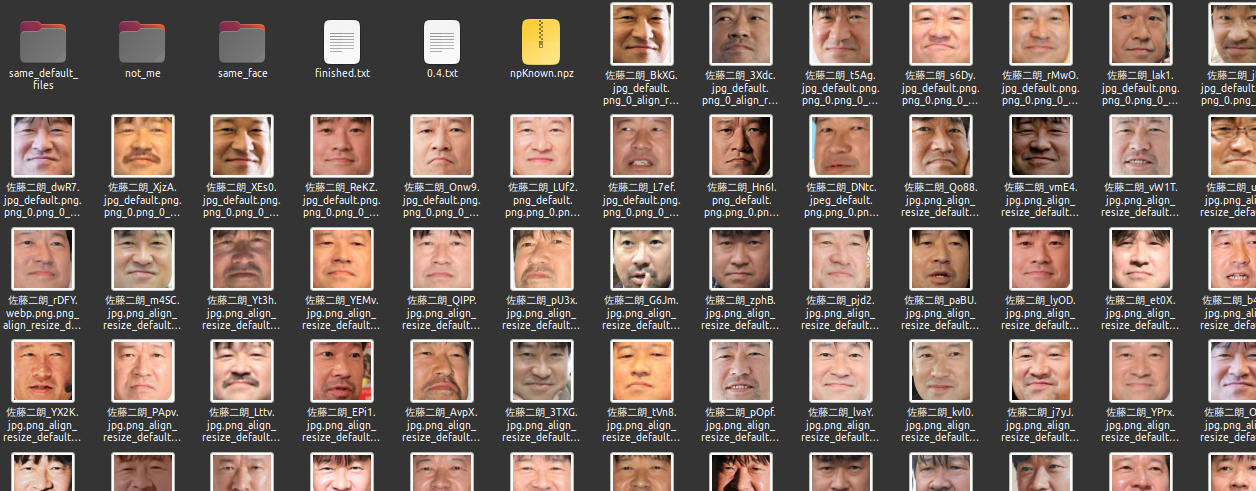 same_default_
files
not_me
same_face
finished.txt
0.4.txt
npKnown.npz
佐藤二朗_BkXG.
jpg_default.
png_0_align_r...
佐藤二朗_3Xdc.
jpg_default.
png_0_align_r...
佐藤二朗_t5Ag.
jpg_default.png.
png_0.png_0_...
佐藤二朗_s6Dy.
jpg_default.png.
png_0.png_0_...
佐藤二朗_rMwO.
jpg_default.png.
png_0.png_0_...
佐藤二朗_lak1.
jpg_default.png.
png_0.png_0_...
佐藤二朗_dwR7.
jpg_default.png.
png_0.png_0_...
佐藤二朗_XjzA.
jpg_default.png.
png_0.png_0_...
佐藤二朗_XEs0.
jpg_default.png.
png_0.png_0_...
佐藤二朗_ReKZ.
jpg_default.png.
png_0.png_0_...
佐藤二朗_Onw9.
jpg_default.png.
png_0.png_0_...
佐藤二朗_LUf2.
png_default.
png.png_0.pn...
佐藤二朗_L7ef.
jpg_default.png.
png_0.png_0_...
佐藤二朗_Hn6I.
png_default.
png.png_0.pn...
佐藤二朗_DNtc.
jpeg_default.
png.png_0.pn...
佐藤二朗_Qo88.
jpg.png_align_
resize_default...
佐藤二朗_vmE4.
jpg.png_align_
resize_default...
佐藤二朗_vW1T.
jpg.png_align_
resize_default...
佐藤二朗_rDFY.
webp.png.png_
align_resize_d...
佐藤二朗_m4SC.
jpg.png_align_
resize_default...
佐藤二朗_Yt3h.
jpg.png_align_
resize_default...
佐藤二朗_YEMv.
jpg.png_align_
resize_default...
佐藤二朗_QIPP.
jpg.png_align_
resize_default...
佐藤二朗_pU3x.
jpg.png_align_
resize_default...
佐藤二朗_G6Jm.
jpg.png_align_
resize_default...
佐藤二朗_zphB.
jpg.png_align_
resize_default...
佐藤二朗_pjd2.
jpg.png_align_
resize_default...
佐藤二朗_paBU.
jpg.png_align_
resize_default...
佐藤二朗_lyOD.
jpg.png_align_
resize_default...
佐藤二朗_et0X.
jpg.png_align_
resize_default...
佐藤二朗_YX2K.
jpg.png_align_
resize_default...
佐藤二朗_PApv.
jpg.png_align_
resize_default...
佐藤二朗_Lttv.
jpg.png_align_
resize_default...
佐藤二朗_EPi1.
jpg.png_align_
resize_default...
佐藤二朗_AvpX.
jpg.png_align_
resize_default...
佐藤二朗_3TXG.
jpg.png_align_
resize_default...
佐藤二朗_tVn8.
jpg.png_align_
resize_default...
佐藤二朗_pOpf.
jpg.png_align_
resize_default...
佐藤二朗_lvaY.
jpg.png_align_
resize_default...
佐藤二朗_kvl0.
jpg.png_align_
resize_default...
佐藤二朗_j7yJ.
jpg.png_align_
resize_default...
佐藤二朗_YPrx.
jpg.png_align_
resize_default...